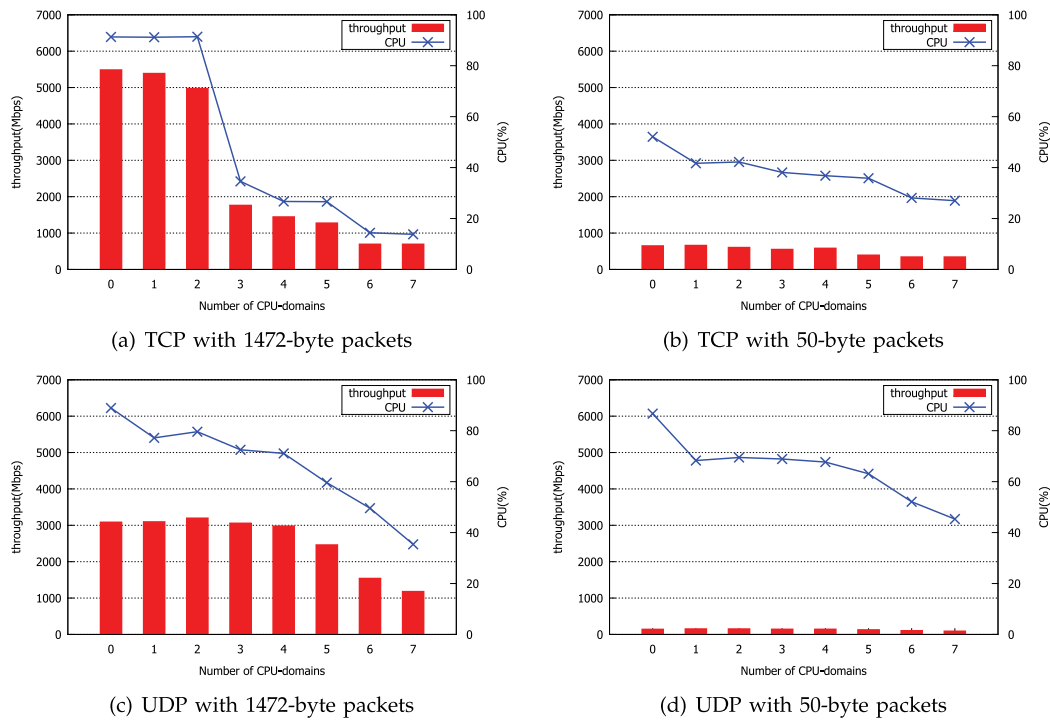 7000
6000
5000
4000
3000
2000
1000
0
throughput(Mbps)
100
80
60
40
20
0
CPU(%)
throughput
CPU
0 1 2 3 4 5 6 7
Number of CPU-domains
(a) TCP with 1472-byte packets
7000
6000
5000
4000
3000
2000
1000
0
throughput(Mbps)
100
80
60
40
20
0
CPU(%)
throughput
CPU
0 1 2 3 4 5 6 7
Number of CPU-domains
(b) TCP with 50-byte packets
7000
6000
5000
4000
3000
2000
1000
0
throughput(Mbps)
100
80
60
40
20
0
CPU(%)
throughput
CPU
0 1 2 3 4 5 6 7
Number of CPU-domains
(c) UDP with 1472-byte packets
7000
6000
5000
4000
3000
2000
1000
0
throughput(Mbps)
100
80
60
40
20
0
CPU(%)
throughput
CPU
0 1 2 3 4 5 6 7
Number of CPU-domains
(d) UDP with 50-byte packets